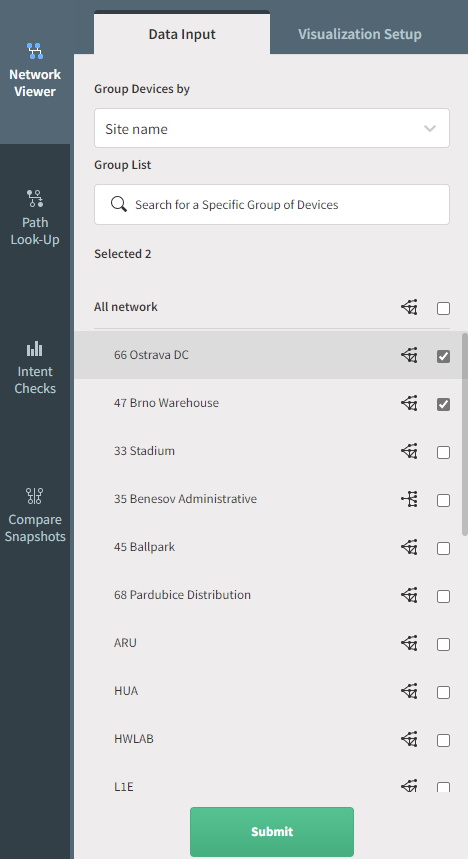 Network
Viewer
Path
Look-Up
Intent
Checks
Compare
Snapshots
Data Input
Visualization Setup
Group Devices by
Site name
Group List
Search for a Specific Group of Devices
Selected 2
All network
66 Ostrava DC
47 Brno Warehouse
33 Stadium
35 Benesov Administrative
45 Ballpark
68 Pardubice Distribution
ARU
HUA
HWLAB
L1E
Submit